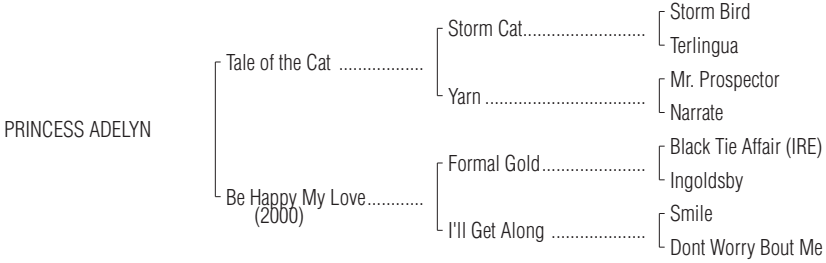 Storm Bird
Storm Cat..........................
Terlingua
Tale of the Cat ..................
Mr. Prospector
Yarn ..................................
Narrate
PRINCESS ADELYN
Black Tie Affair (IRE)
Formal Gold......................
Ingoldsby
Be Happy My Love............
(2000)
Smile
I'll Get Along ....................
Dont Worry Bout Me